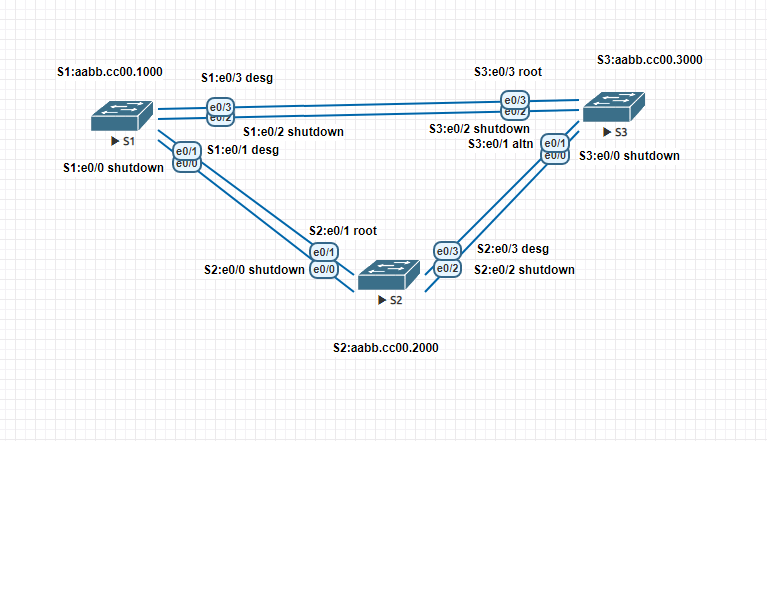 S3:aabb.cc00.3000
S1:aabb.cc00.1000
S3:e0/3 root
S1:e0/3 desg
e0/3
e0/3
e0/2
e0/2
S1:e0/2 shutdown
S3:e0/2 shutdown
S3
S1
S3:e0/1 altn
e0/1
S1:e0/1 desg
e0/1
e0/0
S3:e0/0 shutdown
e0/0
S1:e0/0 shutdown
S2:e0/1 root
e0/1
e0/3
S2:e0/3 desg
S2:e0/0 shutdown
e0/0
e0/2
S2:e0/2 shutdown
S2
S2:aabb.cc00.2000